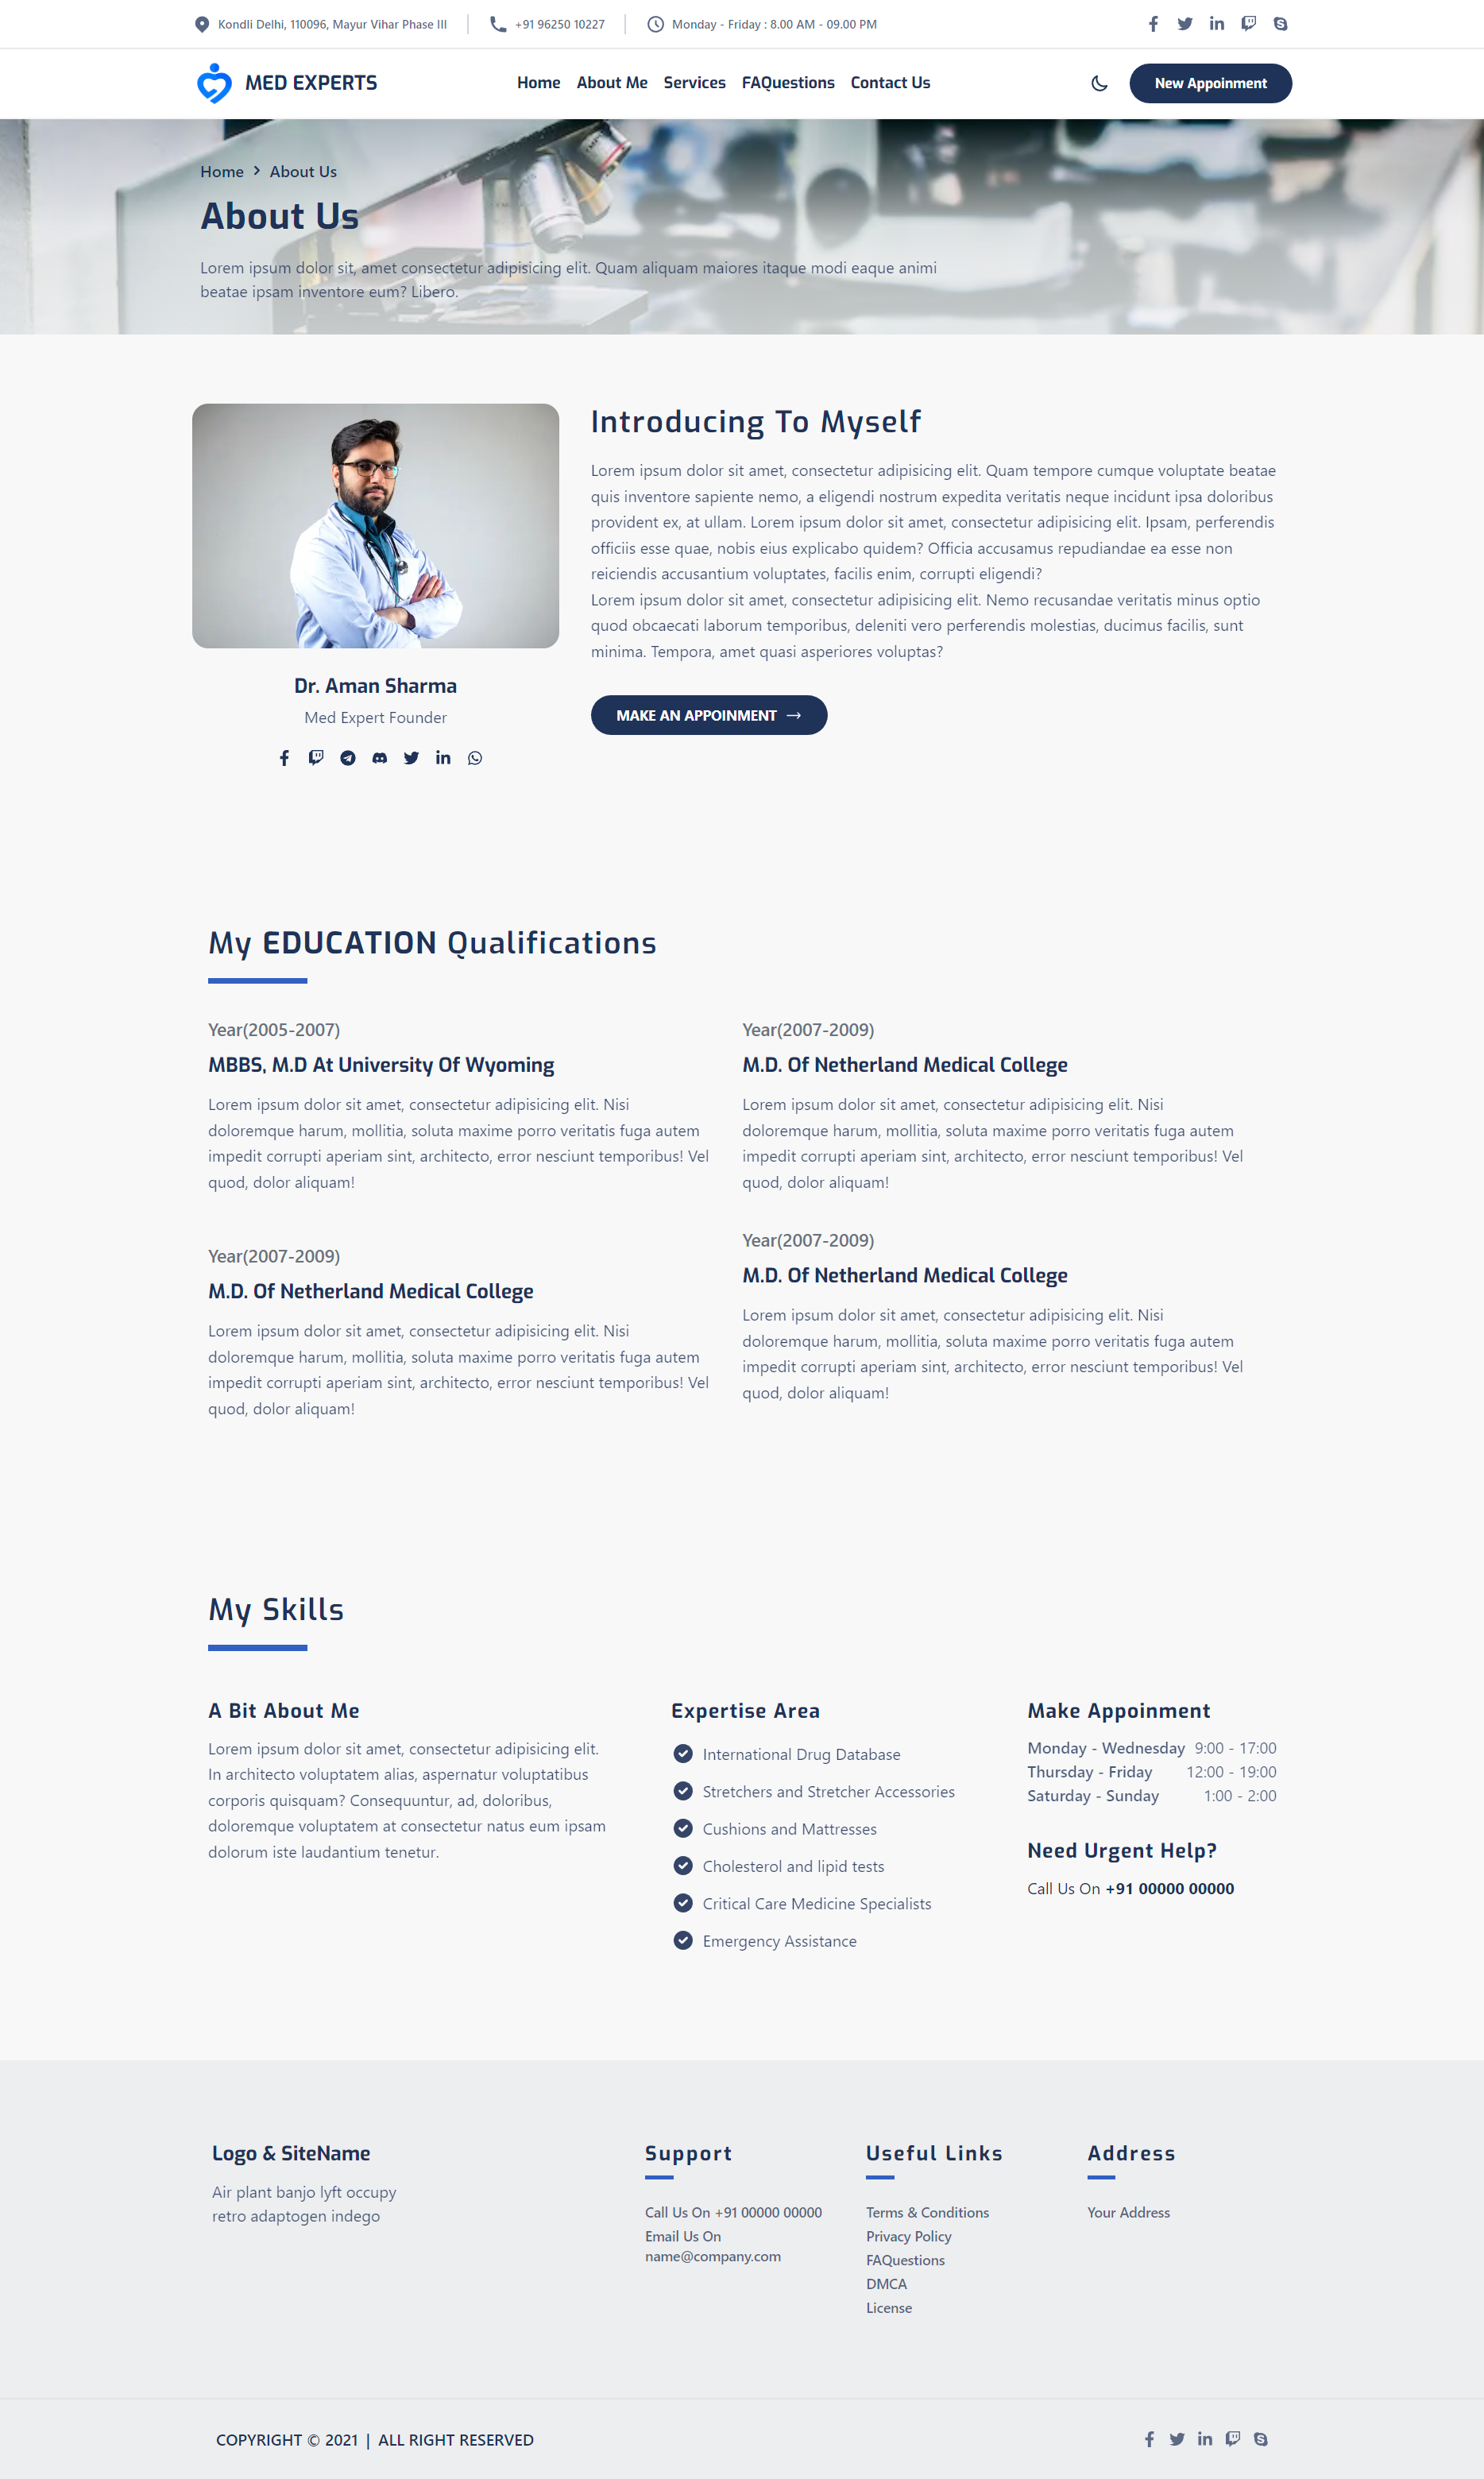 Kondli Delhi, 110096, Mayur Vihar Phase III
+91 96250 10227
Monday - Friday : 8.00 AM - 09.00 PM
MED EXPERTS
Home
About Me
Services
FAQuestions
Contact Us
New Appoinment
Home
About Us
About Us
Lorem ipsum dolor sit, amet consectetur adipisicing elit. Quam aliquam maiores itaque modi eaque animi
beatae ipsam inventore eum? Libero.
Dr. Aman Sharma
Med Expert Founder
Introducing To Myself
Lorem ipsum dolor sit amet, consectetur adipisicing elit. Quam tempore cumque voluptate beatae
quis inventore sapiente nemo, a eligendi nostrum expedita veritatis neque incidunt ipsa doloribus
provident ex, at ullam. Lorem ipsum dolor sit amet, consectetur adipisicing elit. Ipsam, perferendis
officiis esse quae, nobis eius explicabo quidem? Officia accusamus repudiandae ea esse non
reiciendis accusantium voluptates, facilis enim, corrupti eligendi?
Lorem ipsum dolor sit amet, consectetur adipisicing elit. Nemo recusandae veritatis minus optio
quod obcaecati laborum temporibus, deleniti vero perferendis molestias, ducimus facilis, sunt
minima. Tempora, amet quasi asperiores voluptas?
MAKE AN APPOINMENT
My EDUCATION Qualifications
Year(2005-2007)
MBBS, M.D At University Of Wyoming
Lorem ipsum dolor sit amet, consectetur adipisicing elit. Nisi
doloremque harum, mollitia, soluta maxime porro veritatis fuga autem
impedit corrupti aperiam sint, architecto, error nesciunt temporibus! Vel
quod, dolor aliquam!
Year(2007-2009)
M.D. Of Netherland Medical College
Lorem ipsum dolor sit amet, consectetur adipisicing elit. Nisi
doloremque harum, mollitia, soluta maxime porro veritatis fuga autem
impedit corrupti aperiam sint, architecto, error nesciunt temporibus! Vel
quod, dolor aliquam!
Year(2007-2009)
M.D. Of Netherland Medical College
Lorem ipsum dolor sit amet, consectetur adipisicing elit. Nisi
doloremque harum, mollitia, soluta maxime porro veritatis fuga autem
impedit corrupti aperiam sint, architecto, error nesciunt temporibus! Vel
quod, dolor aliquam!
Year(2007-2009)
M.D. Of Netherland Medical College
Lorem ipsum dolor sit amet, consectetur adipisicing elit. Nisi
doloremque harum, mollitia, soluta maxime porro veritatis fuga autem
impedit corrupti aperiam sint, architecto, error nesciunt temporibus! Vel
quod, dolor aliquam!
My Skills
A Bit About Me
Lorem ipsum dolor sit amet, consectetur adipisicing elit.
In architecto voluptatem alias, aspernatur voluptatibus
corporis quisquam? Consequuntur, ad, doloribus,
doloremque voluptatem at consectetur natus eum ipsam
dolorum iste laudantium tenetur.
Expertise Area
International Drug Database
Stretchers and Stretcher Accessories
Cushions and Mattresses
Cholesterol and lipid tests
Critical Care Medicine Specialists
Emergency Assistance
Make Appoinment
Monday - Wednesday 9:00 - 17:00
Thursday - Friday 12:00 - 19:00
Saturday - Sunday 1:00 - 2:00
Need Urgent Help?
Call Us On +91 00000 00000
Logo & SiteName
Air plant banjo lyft occupy
retro adaptogen indego
Support
Call Us On +91 00000 00000
Email Us On
name@company.com
Useful Links
Terms & Conditions
Privacy Policy
FAQuestions
DMCA
License
Address
Your Address
COPYRIGHT © 2021 | ALL RIGHT RESERVED